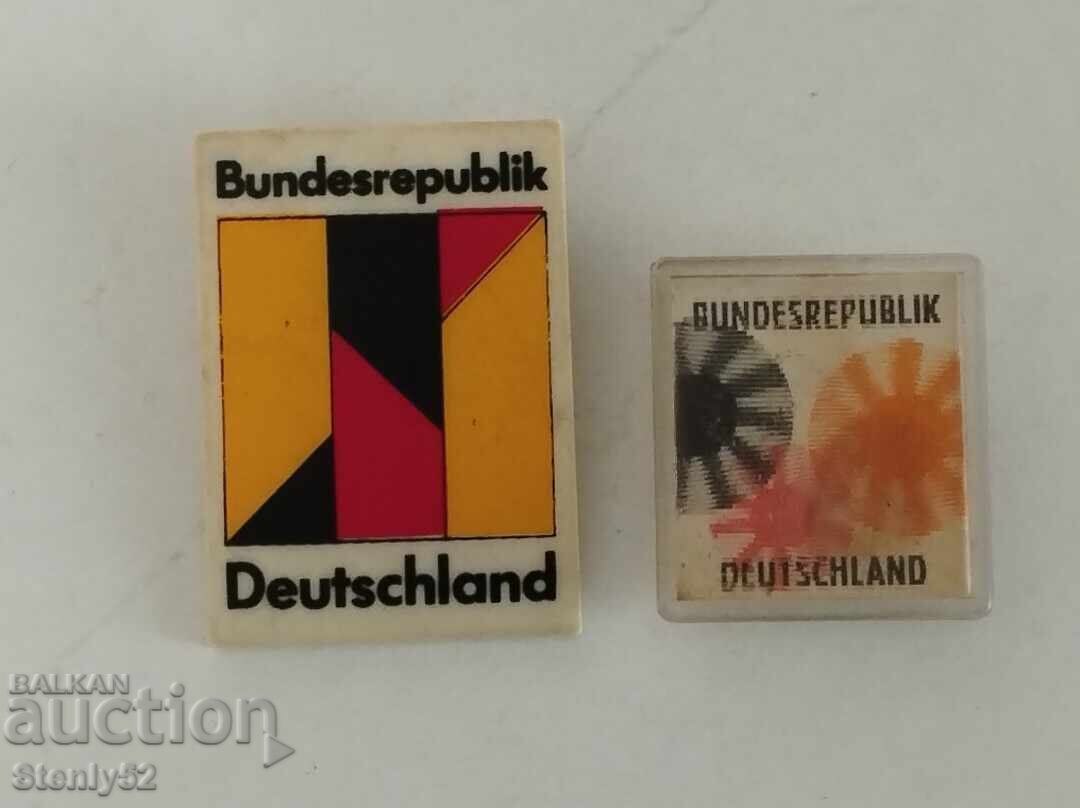 Bundesrepublik
Deutschland
BUNDESREPUBLIK
DEUTSCHLAND
BALKAN
auction
Stenly52